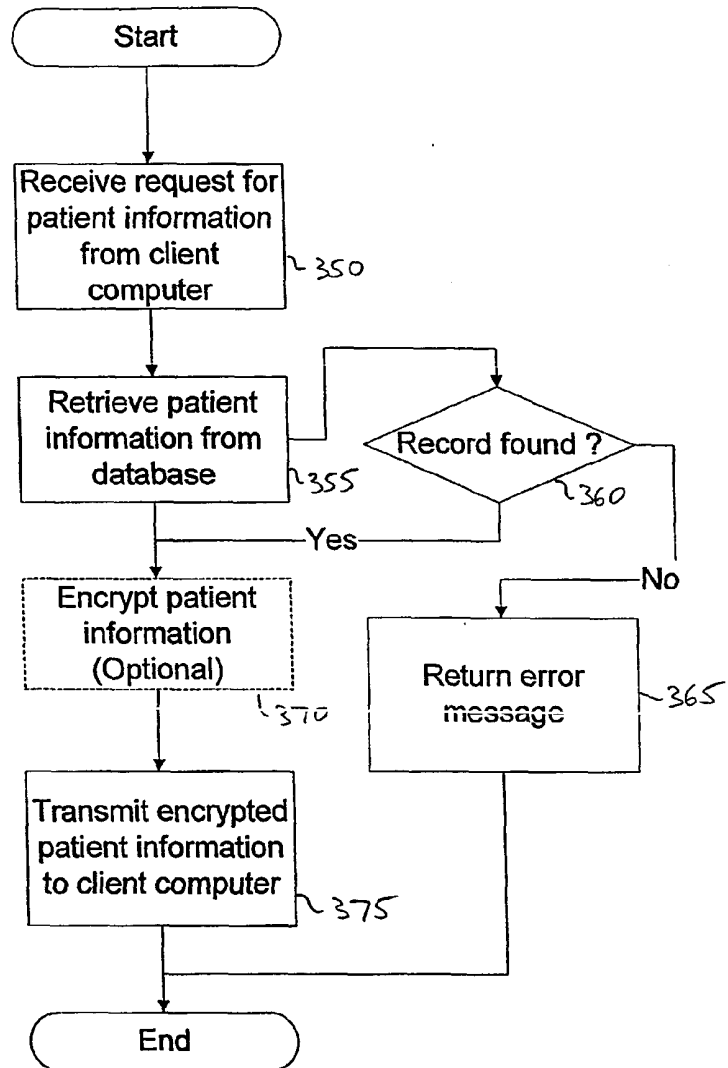 Start
Receive request for
patient information
from client
computer
350
Retrieve patient
information from
database
355
Record found ?
360
Yes
No
Encrypt patient
information
(Optional)
370
Return error
message
365
Transmit encrypted
patient information
to client computer
375
End